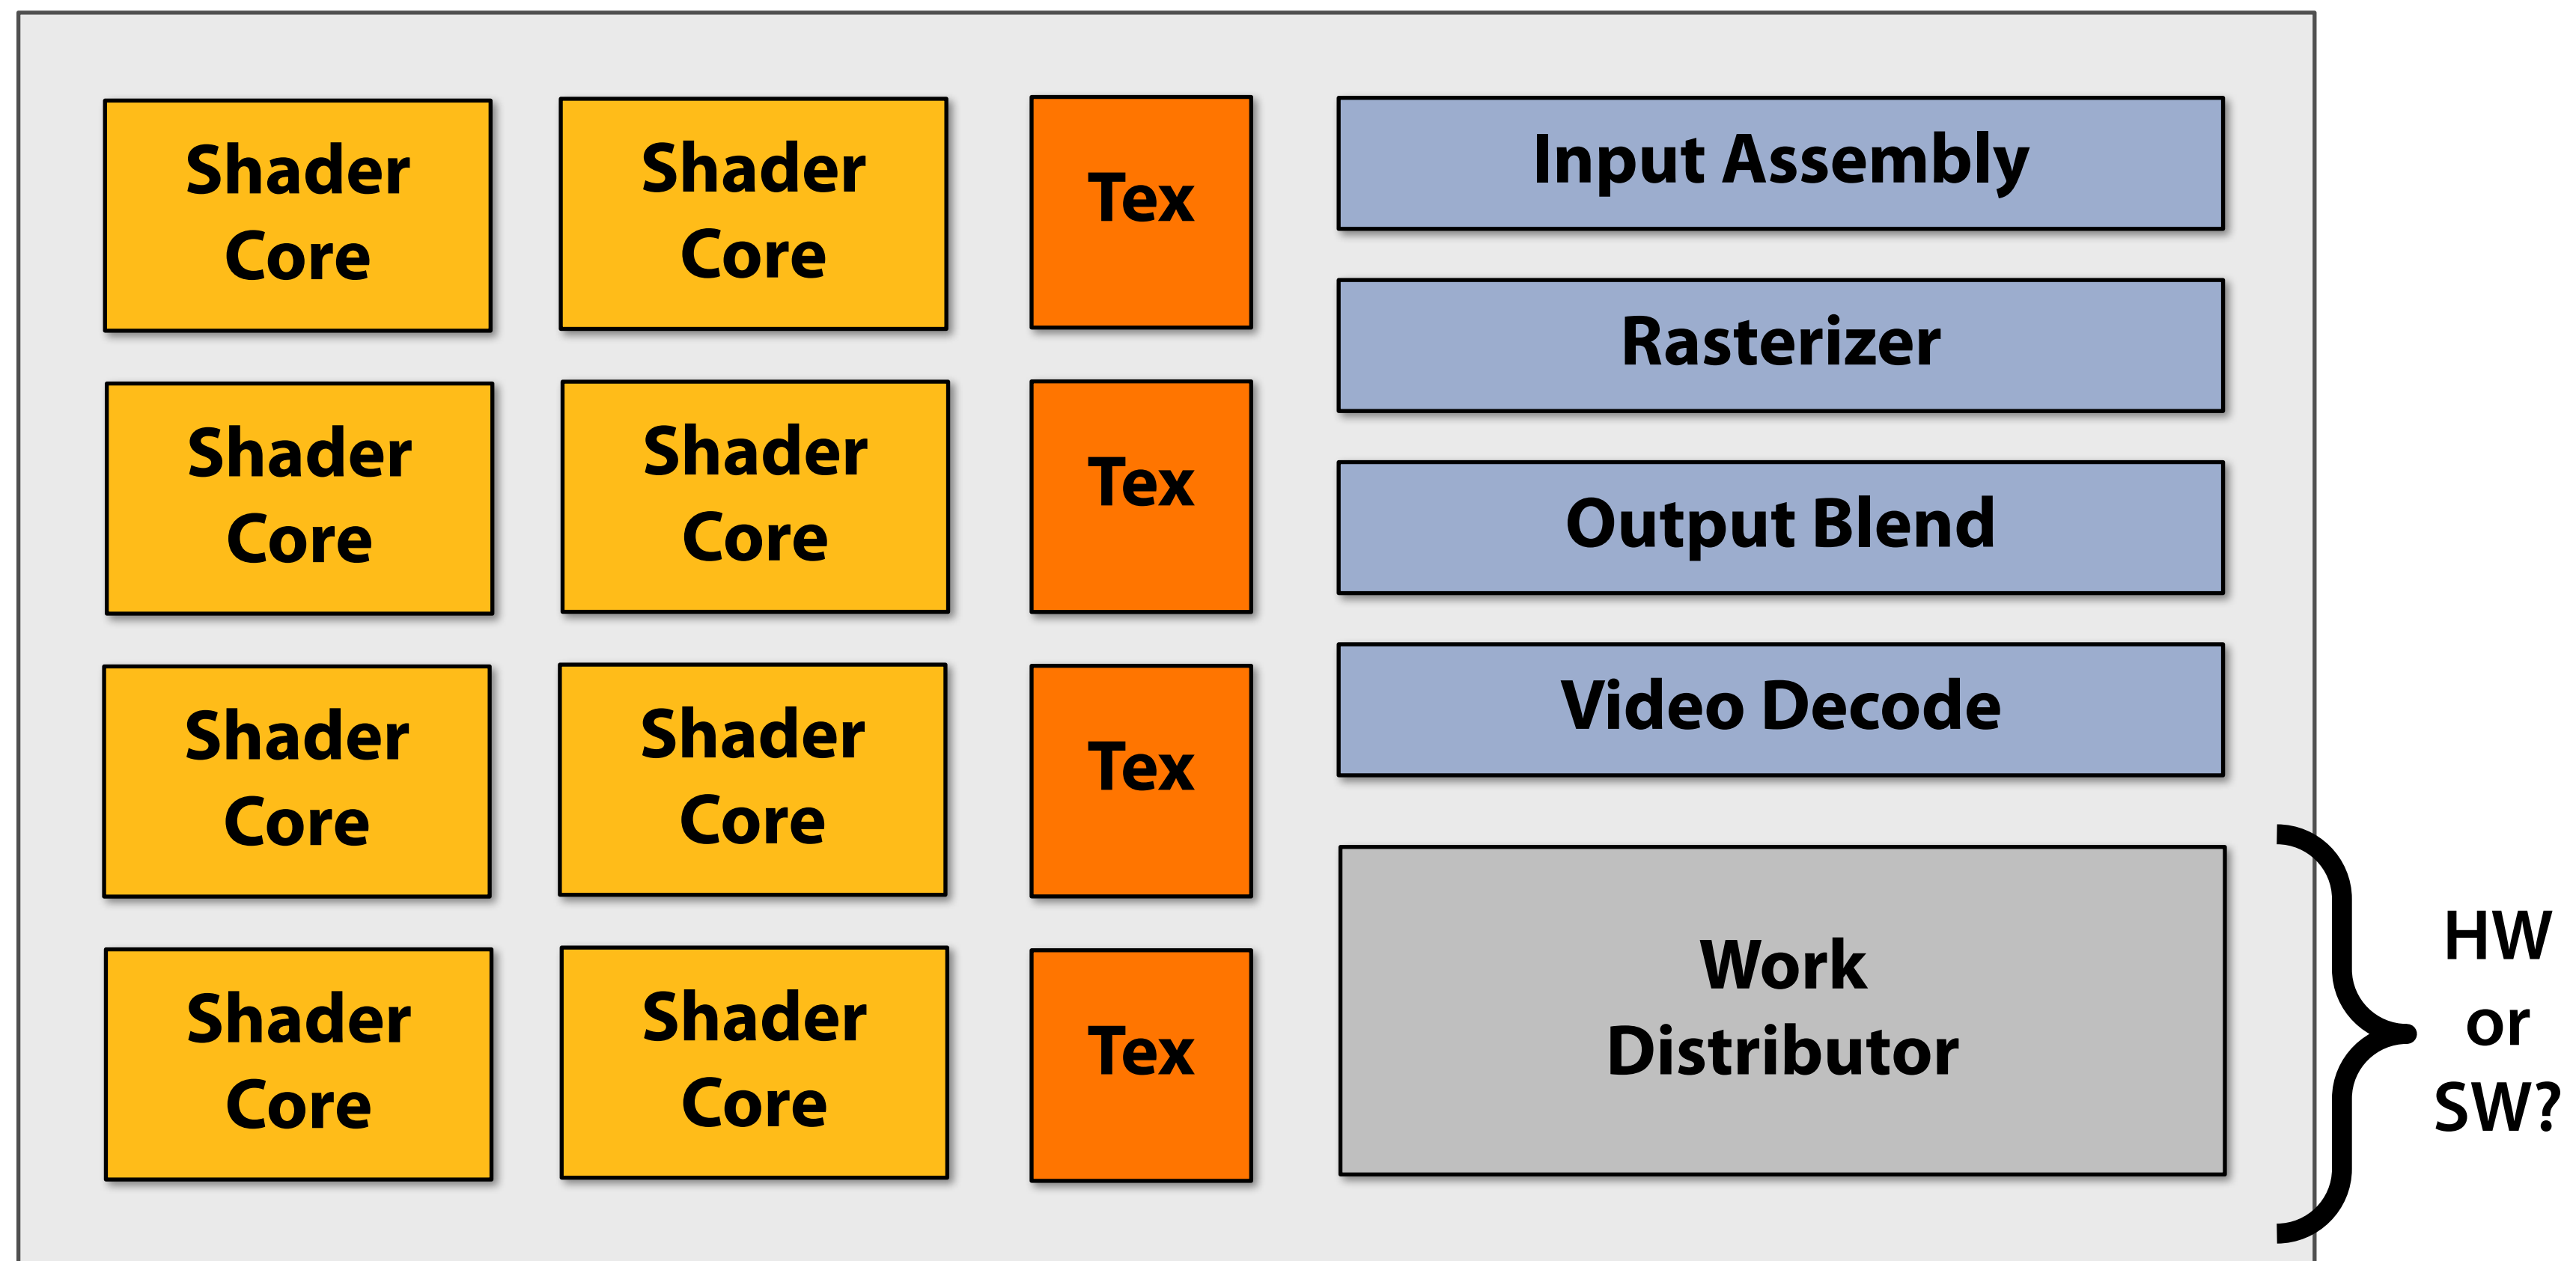 Shader
Core
Shader
Core
Tex
Input Assembly
Rasterizer
Shader
Core
Shader
Core
Tex
Output Blend
Video Decode
Shader
Core
Shader
Core
Tex
Work
Distributor
HW
or
SW?
Shader
Core
Shader
Core
Tex